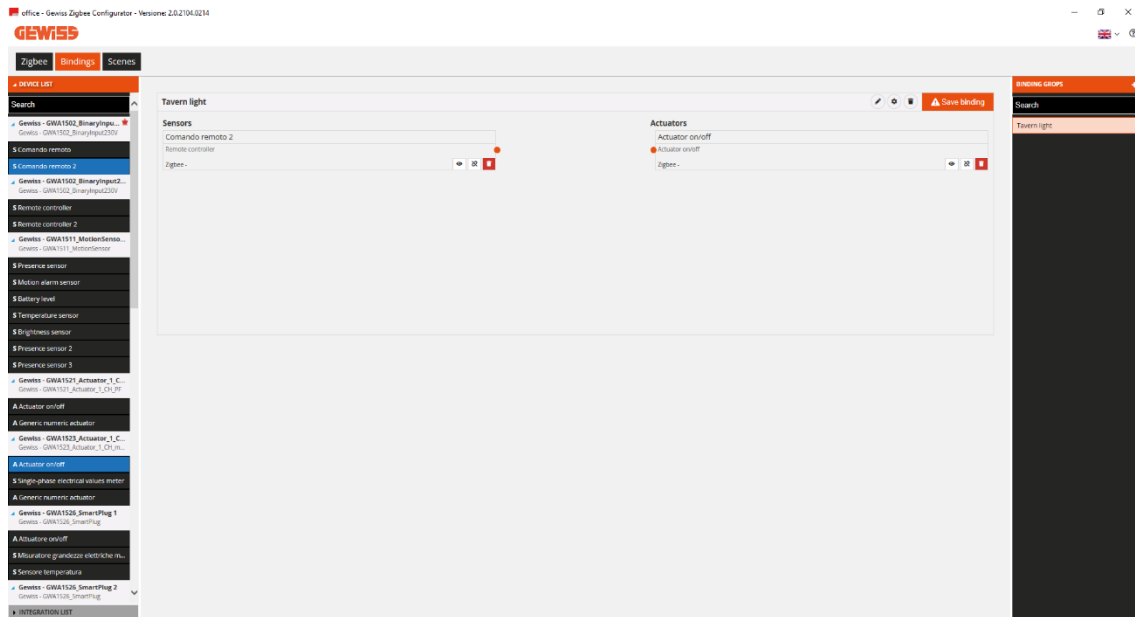 office - Gewiss Zigbee Configurator - Versione: 2.0.2104.0214
GEWISS
Zigbee Bindings Scenes
DEVICE LIST
Search
Gewiss - GWA1502_BinaryInpu...
Gewiss - GWA1502_BinaryInput230V
S Comando remoto
S Comando remoto 2
Gewiss - GWA1502_BinaryInput2...
Gewiss - GWA1502_BinaryInput230V
S Remote controller
S Remote controller 2
Gewiss - GWA1511_MotionSenso...
Gewiss - GWA1511_MotionSensor
S Presence sensor
S Motion alarm sensor
S Battery level
S Temperature sensor
S Brightness sensor
S Presence sensor 2
S Presence sensor 3
Gewiss - GWA1521_Actuator_1_C...
Gewiss - GWA1521_Actuator_1_CH_PF
A Actuator on/off
A Generic numeric actuator
Gewiss - GWA1523_Actuator_1_C...
Gewiss - GWA1523_Actuator_1_CH_m...
A Actuator on/off
S Single-phase electrical values meter
A Generic numeric actuator
Gewiss - GWA1526_SmartPlug 1
Gewiss - GWA1526_SmartPlug
A Attuatore on/off
S Misuratore grandezze elettriche m...
S Sensore temperatura
Gewiss - GWA1526_SmartPlug 2
Gewiss - GWA1526_SmartPlug
INTEGRATION LIST
Tavern light
Save binding
Sensors
Comando remoto 2
Remote controller
Zigbee -
Actuators
Actuator on/off
Actuator on/off
Zigbee -
BINDING GROPS
Search
Tavern light